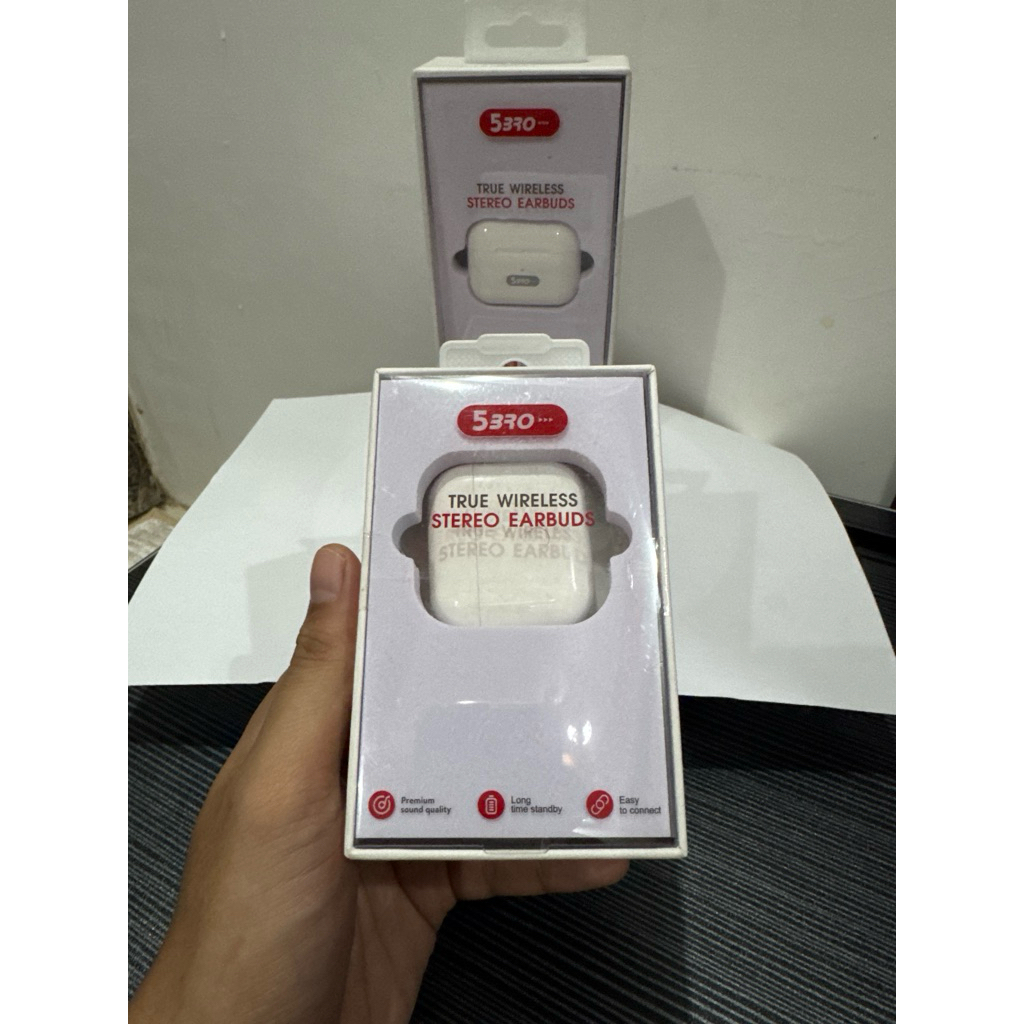 5BRO
TRUE WIRELESS
STEREO EARBUDS
5BRO
5BRO
TRUE WIRELESS
STEREO EARBUDS
Premium
sound quality
Long
time standby
Easy
to connect